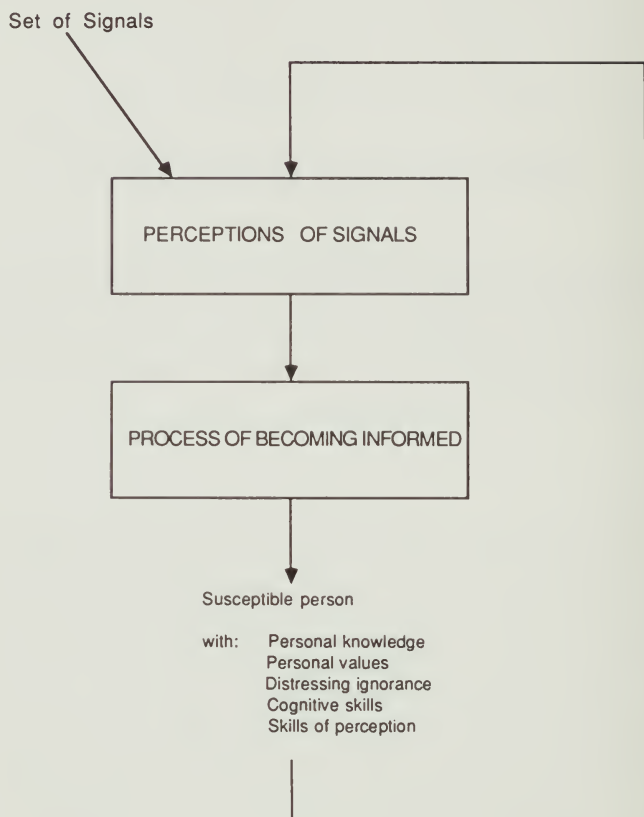 Set of Signals
PERCEPTIONS OF SIGNALS
PROCESS OF BECOMING INFORMED
Susceptible person
with: Personal knowledge
Personal values
Distressing ignorance
Cognitive skills
Skills of perception